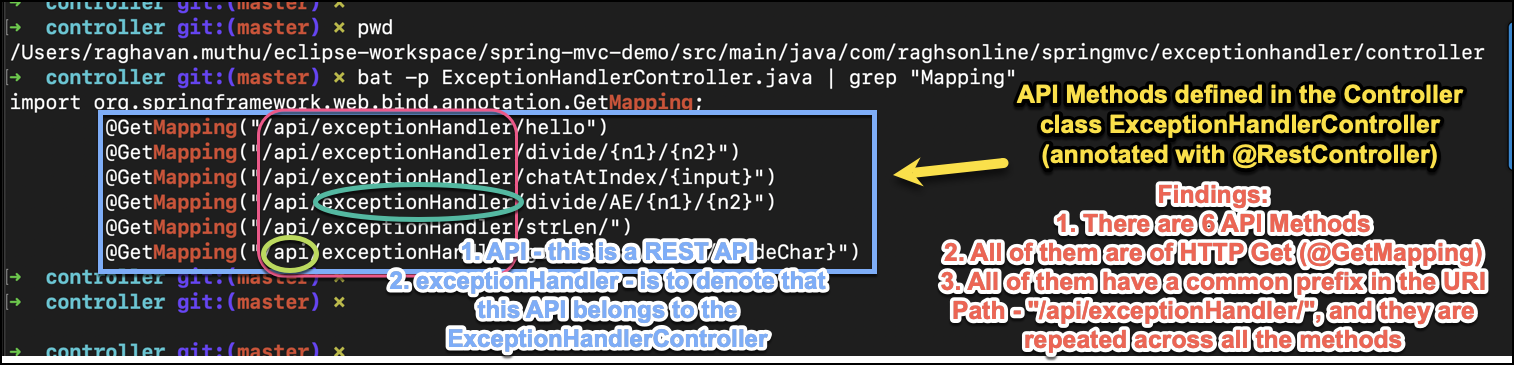 → controller git:(master) ×
→ controller git:(master) × pwd
/Users/raghavan.muthu/eclipse-workspace/spring-mvc-demo/src/main/java/com/raghsonline/springmvc/exceptionhandler/controller
→ controller git:(master) × bat -p ExceptionHandlerController.java | grep "Mapping"
import org.springframework.web.bind.annotation.GetMapping;
@GetMapping("/api/exceptionHandler/hello")
@GetMapping("/api/exceptionHandler/divide/{n1}/{n2}")
@GetMapping("/api/exceptionHandler/chatAtIndex/{input}")
@GetMapping("/api/exceptionHandler/divide/AE/{n1}/{n2}")
@GetMapping("/api/exceptionHandler/strLen/")
@GetMapping("/api/exceptionHandl deChar}")
→ controller git:(master) ×
→ controller git:(master) ×
→ controller git:(master) ×
API Methods defined in the Controller
class ExceptionHandlerController
(annotated with @RestController)
Findings:
1. There are 6 API Methods
2. All of them are of HTTP Get (@GetMapping)
3. All of them have a common prefix in the URI
Path - "/api/exceptionHandler/", and they are
repeated across all the methods
1. API - this is a REST API
2. exceptionHandler - is to denote that
this API belongs to the
ExceptionHandlerController